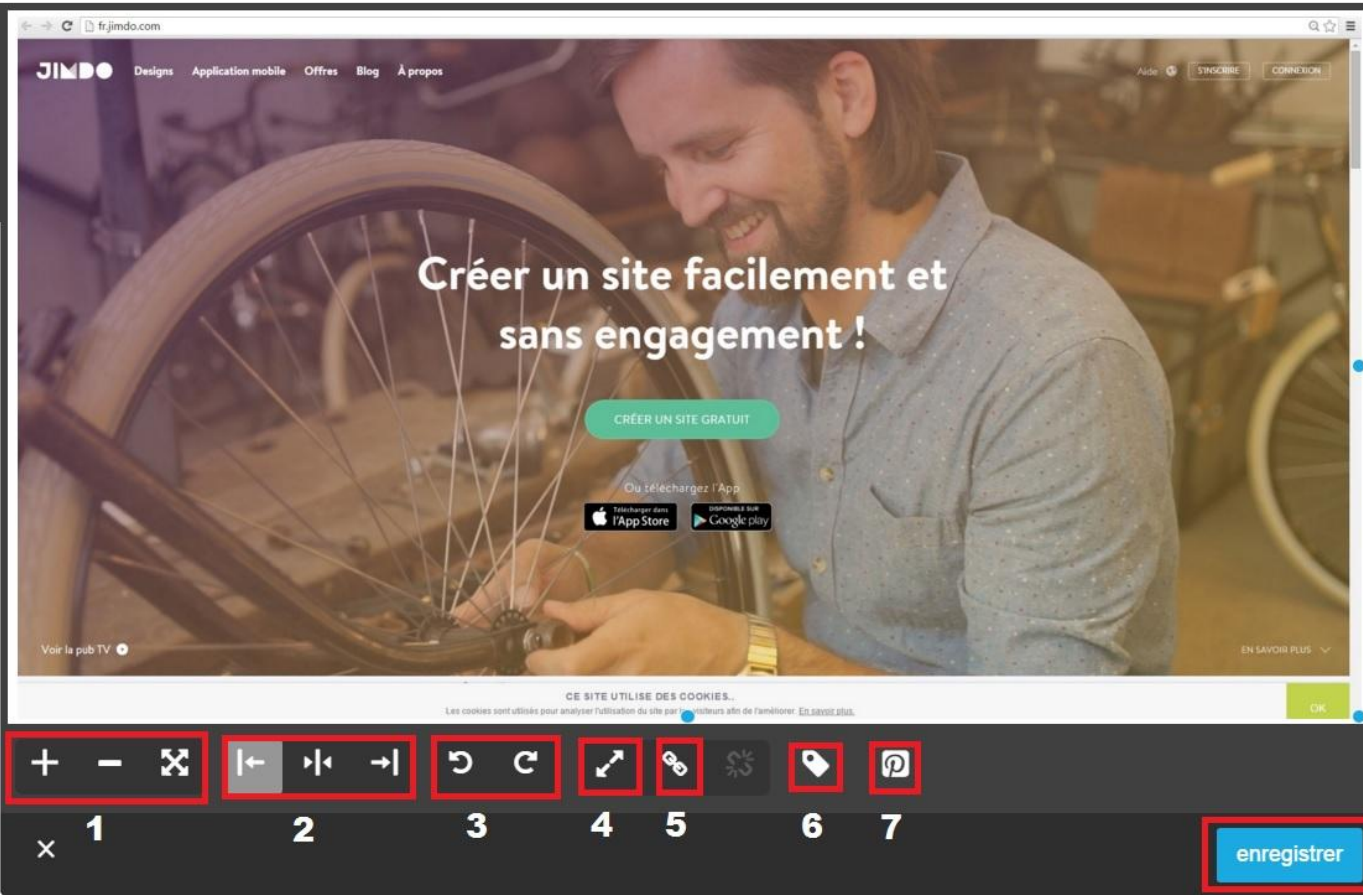 fr.jimdo.com
JIMDO Designs Application mobile Offres Blog À propos Aide S'INSCRIRE CONNEXION
Créer un site facilement et
sans engagement !
CRÉER UN SITE GRATUIT
Ou téléchargez l'App
Télécharger dans
l'App Store
DISPONIBLE SUR
Google play
Voir la pub TV
EN SAVOIR PLUS
CE SITE UTILISE DES COOKIES..
Les cookies sont utilisés pour analyser l'utilisation du site par visiteurs afin de l'améliorer. En savoir plus.
OK
1 2 3 4 5 6 7
enregistrer